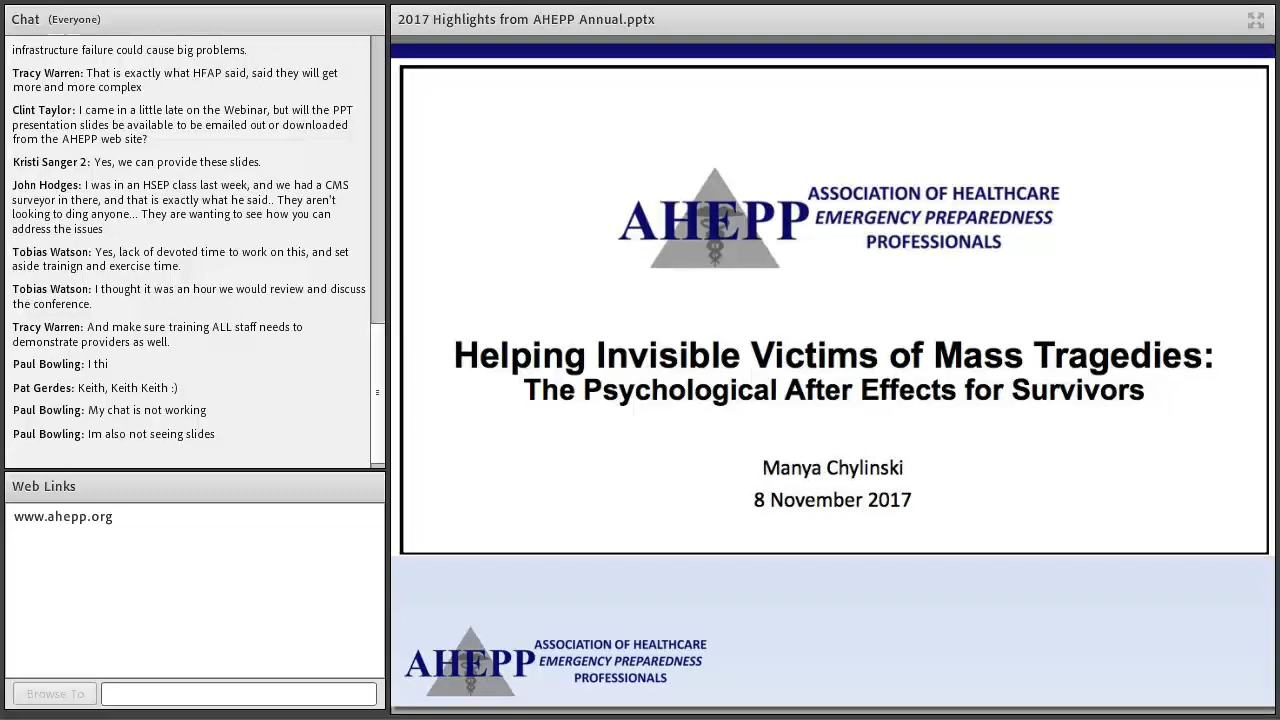 Chat (Everyone)
infrastructure failure could cause big problems.
Tracy Warren: That is exactly what HFAP said, said they will get
more and more complex
Clint Taylor: I came in a little late on the Webinar, but will the PPT
presentation slides be available to be emailed out or downloaded
from the AHEPP web site?
Kristi Sanger 2: Yes, we can provide these slides.
John Hodges: I was in an HSEP class last week, and we had a CMS
surveyor in there, and that is exactly what he said.. They aren't
looking to ding anyone... They are wanting to see how you can
address the issues
Tobias Watson: Yes, lack of devoted time to work on this, and set
aside trainign and exercise time.
Tobias Watson: I thought it was an hour we would review and discuss
the conference.
Tracy Warren: And make sure training ALL staff needs to
demonstrate providers as well.
Paul Bowling: I thi
Pat Gerdes: Keith, Keith Keith :)
Paul Bowling: My chat is not working
Paul Bowling: Im also not seeing slides
Web Links
www.ahepp.org
Browse To
2017 Highlights from AHEPP Annual.pptx
AHEPP
ASSOCIATION OF HEALTHCARE
EMERGENCY PREPAREDNESS
PROFESSIONALS
Helping Invisible Victims of Mass Tragedies:
The Psychological After Effects for Survivors
Manya Chylinski
8 November 2017
AHEPP
ASSOCIATION OF HEALTHCARE
EMERGENCY PREPAREDNESS
PROFESSIONALS